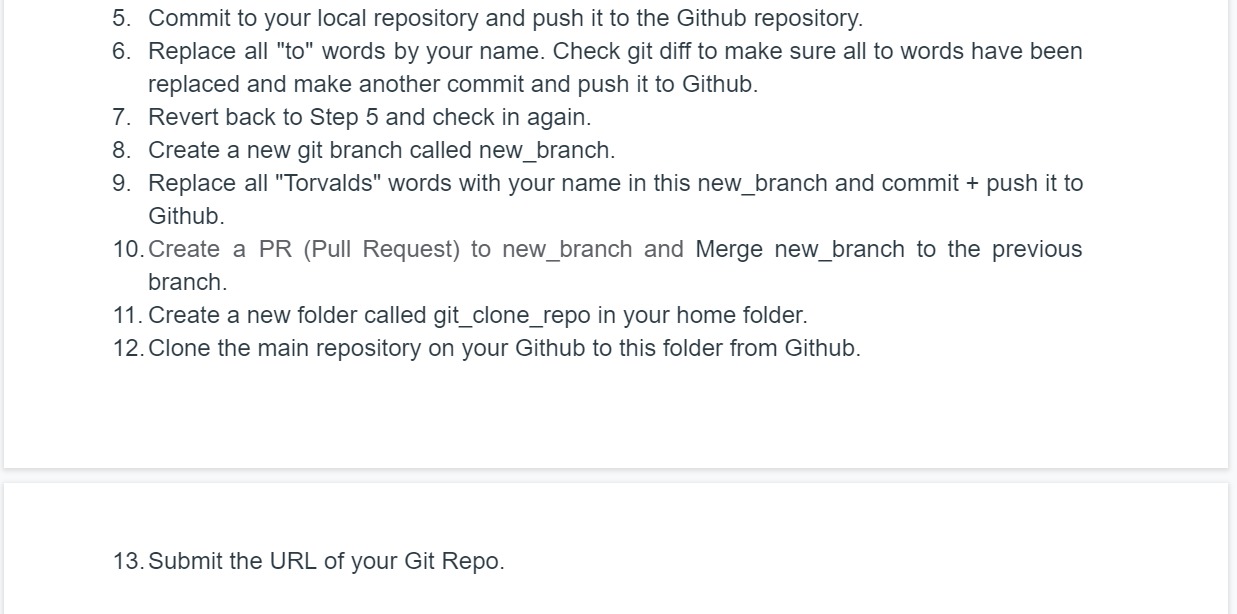 5. Commit to your local repository and push it to the Github repository.
6. Replace all "to" words by your name. Check git diff to make sure all to words have been
replaced and make another commit and push it to Github.
7. Revert back to Step 5 and check in again.
8. Create a new git branch called new_branch.
9. Replace all "Torvalds" words with your name in this new_branch and commit + push it to
Github.
10. Create a PR (Pull Request) to new_branch and Merge new_branch to the previous
branch.
11. Create a new folder called git_clone_repo in your home folder.
12. Clone the main repository on your Github to this folder from Github.
13. Submit the URL of your Git Repo.